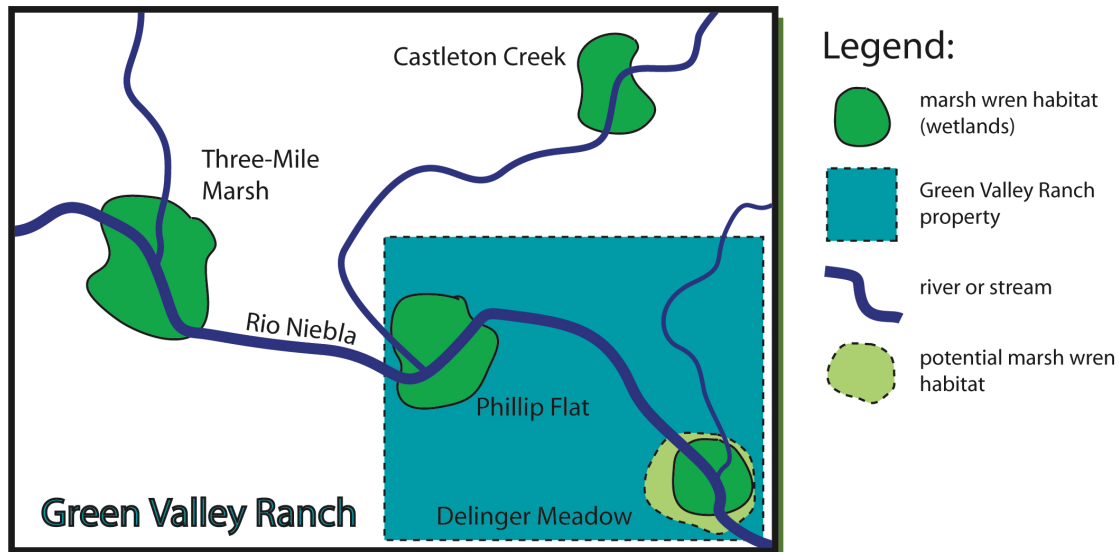 Castleton Creek
Three-Mile
Marsh
Rio Niebla
Phillip Flat
Delinger Meadow
Green Valley Ranch
Legend:
marsh wren habitat
(wetlands)
Green Valley Ranch
property
river or stream
potential marsh wren
habitat